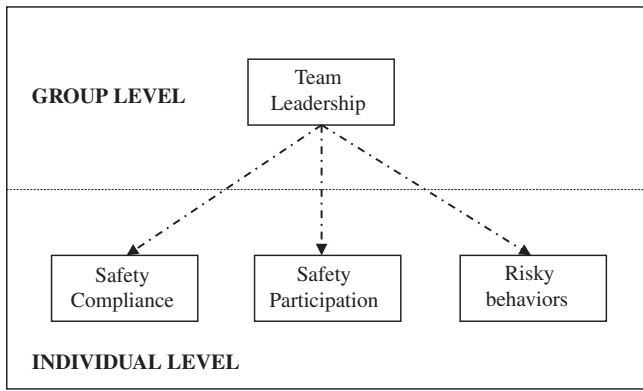 Team
Leadership
GROUP LEVEL
Safety
Compliance
Safety
Participation
Risky
behaviors
INDIVIDUAL LEVEL